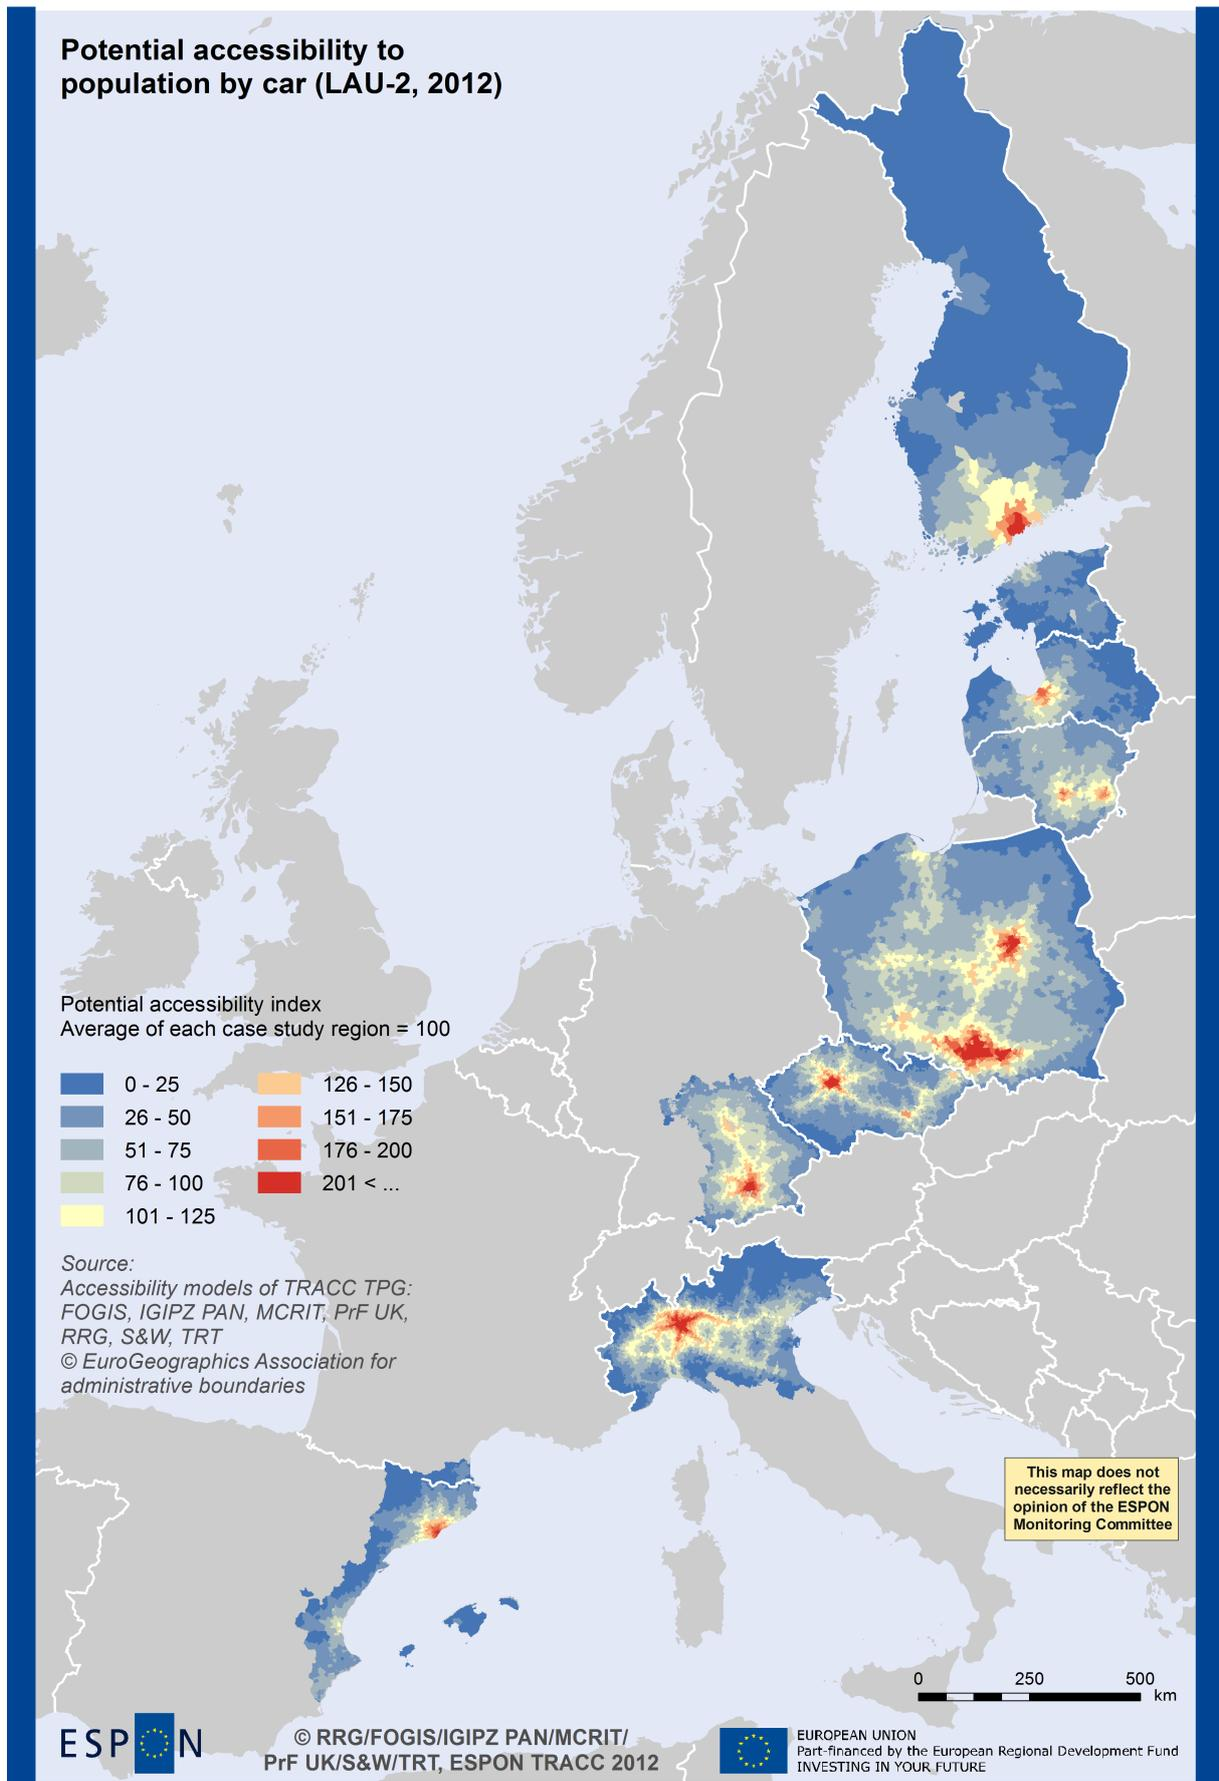 Potential accessibility to
population by car (LAU-2, 2012)
Potential accessibility index
Average of each case study region = 100
0 - 25
26 - 50
51 - 75
76 - 100
101 - 125
126 - 150
151 - 175
176 - 200
201 < ...
Source:
Accessibility models of TRACC TPG:
FOGIS, IGIPZ PAN, MCRIT, PrF UK,
RRG, S&W, TRT
© EuroGeographics Association for
administrative boundaries
This map does not
necessarily reflect the
opinion of the ESPON
Monitoring Committee
0 250 500
km
ESPON
© RRG/FOGIS/IGIPZ PAN/MCRIT/
PrF UK/S&W/TRT, ESPON TRACC 2012
EUROPEAN UNION
Part-financed by the European Regional Development Fund
INVESTING IN YOUR FUTURE